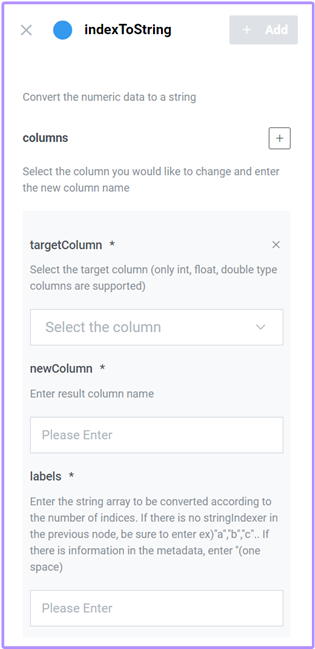 indexToString
+ Add
Convert the numeric data to a string
columns
Select the column you would like to change and enter
the new column name
targetColumn *
Select the target column (only int, float, double type
columns are supported)
Select the column
newColumn *
Enter result column name
Please Enter
labels *
Enter the string array to be converted according to
the number of indices. If there is no stringIndexer in
the previous node, be sure to enter ex)"a","b","c".. If
there is information in the metadata, enter "(one
space)
Please Enter